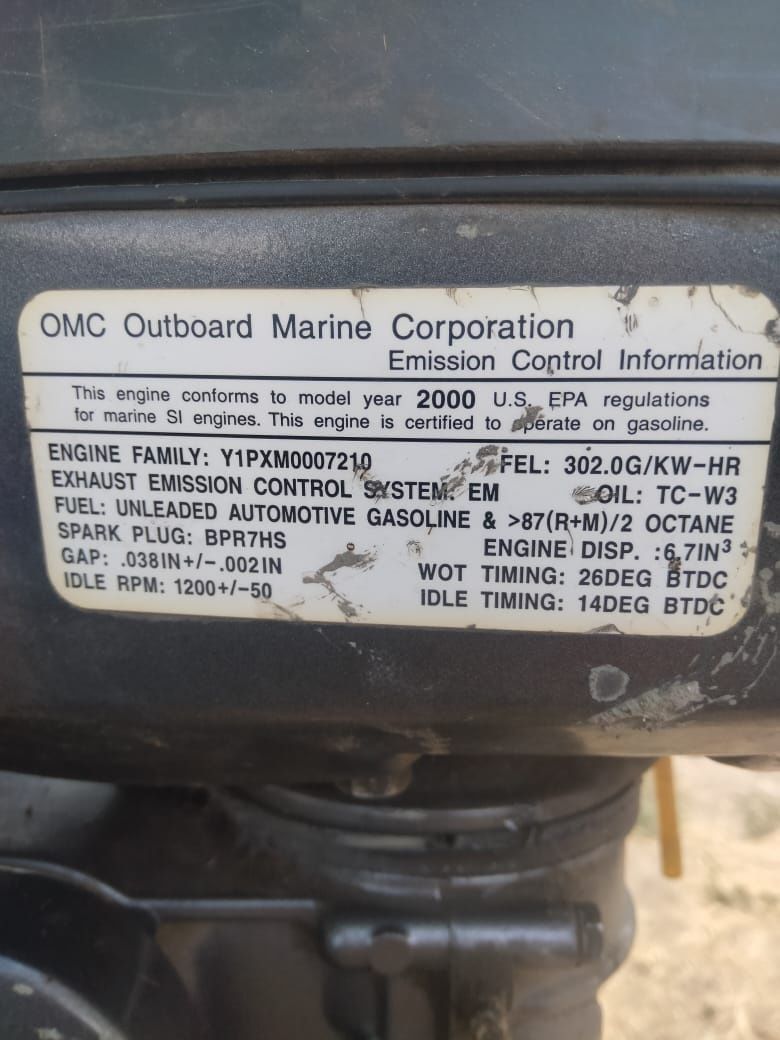 OMC Outboard Marine Corporation
Emission Control Information
This engine conforms to model year 2000 U.S. EPA regulations
for marine SI engines. This engine is certified to operate on gasoline.
ENGINE FAMILY: Y1PXM0007210 FEL: 302.0G/KW-HR
EXHAUST EMISSION CONTROL SYSTEM: EM OIL: TC-W3
FUEL: UNLEADED AUTOMOTIVE GASOLINE & >87(R+M)/2 OCTANE
SPARK PLUG: BPR7HS ENGINE DISP. :6.7IN³
GAP: .038IN+/-.002IN WOT TIMING: 26DEG BTDC
IDLE RPM: 1200+/-50 IDLE TIMING: 14DEG BTDC